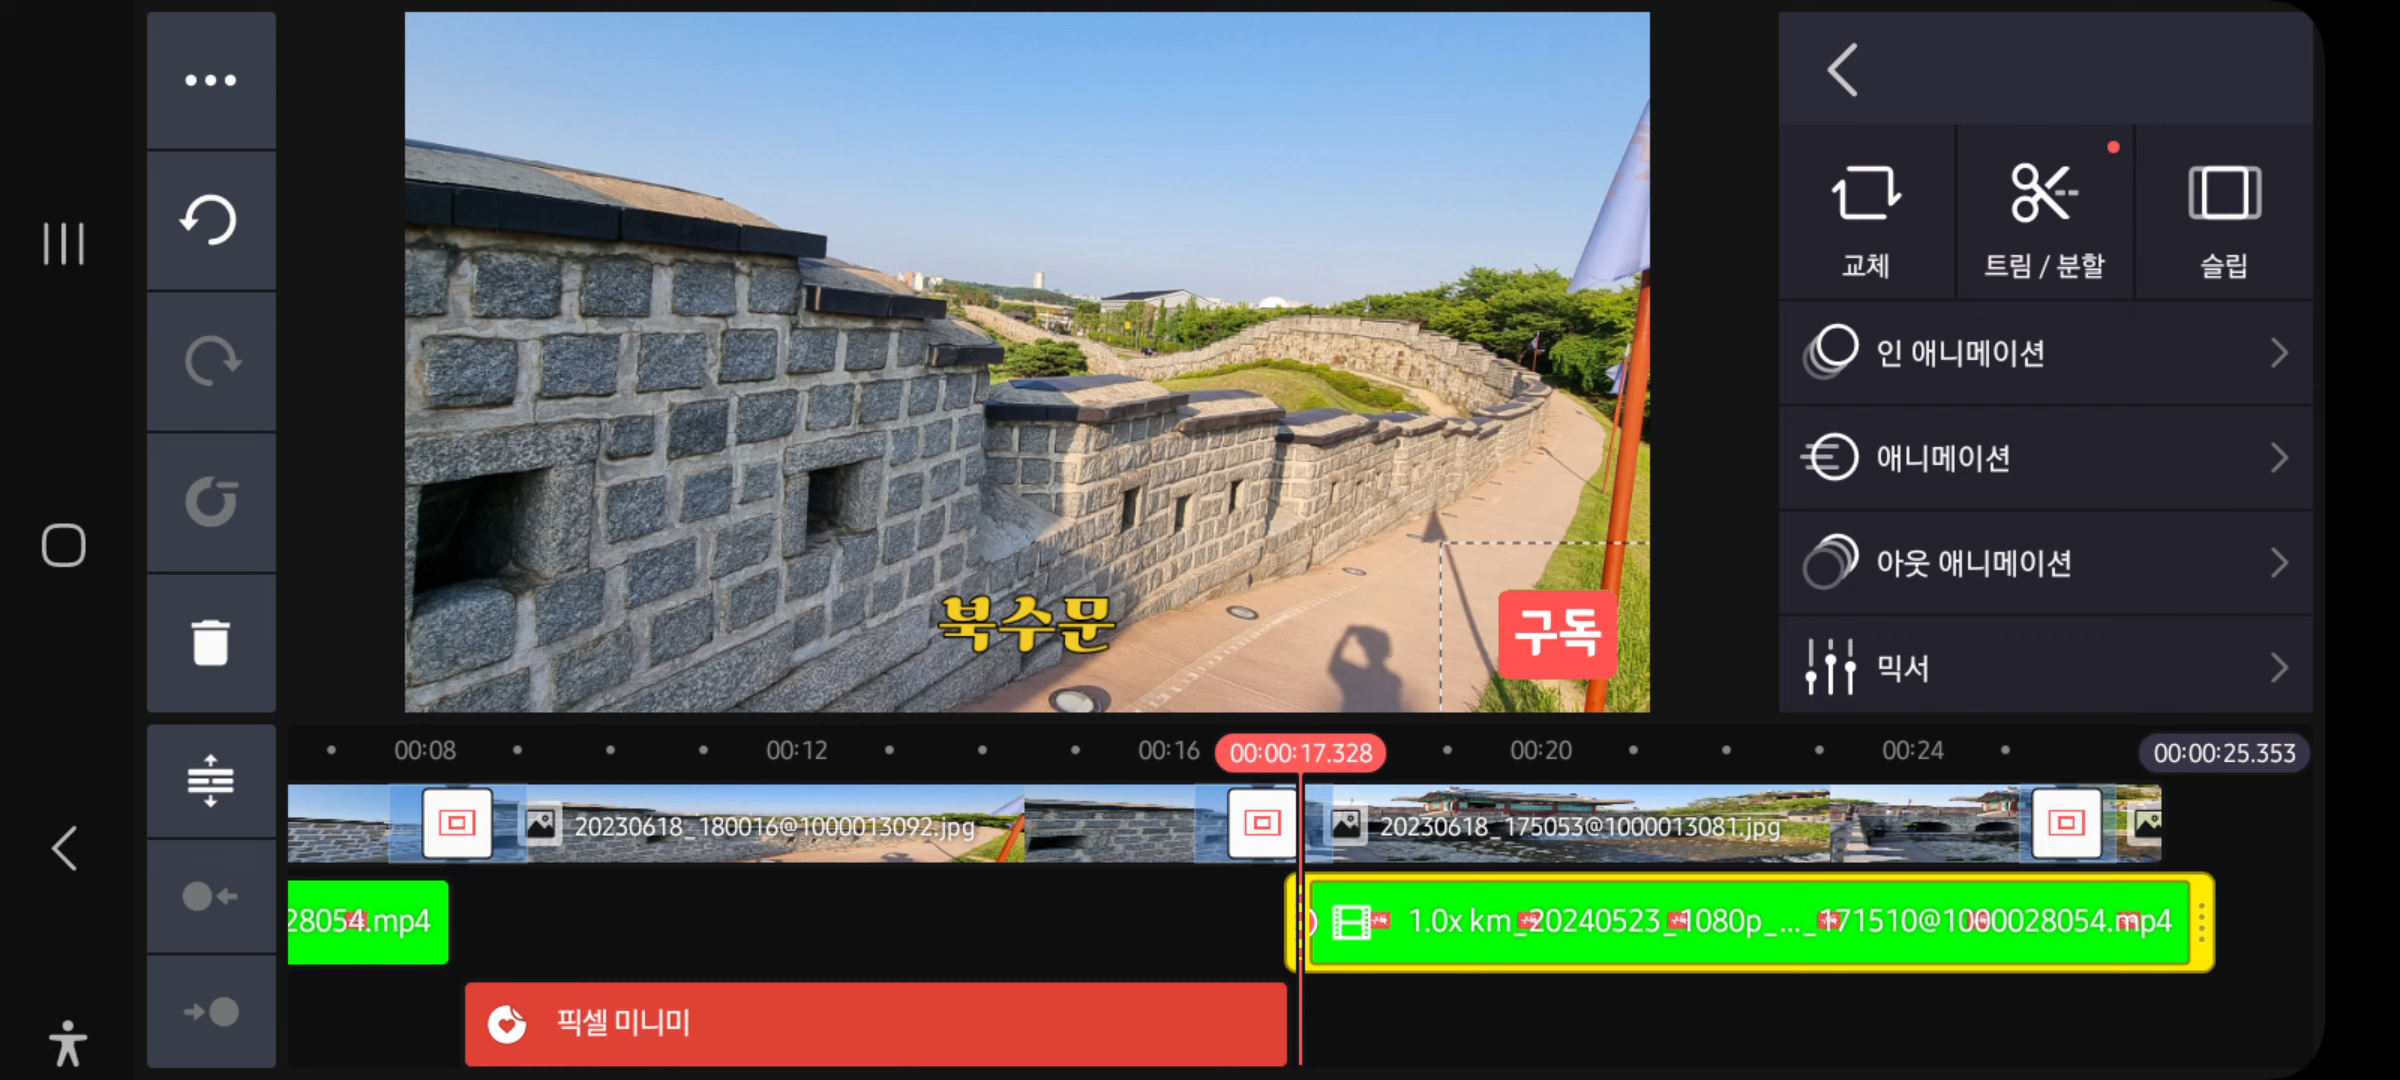 북수문
구독
교체
트림 / 분할
슬립
인 애니메이션
애니메이션
아웃 애니메이션
믹서
00:08
00:12
00:16
00:00:17.328
00:20
00:24
00:00:25.353
20230618_180016@1000013092.jpg
20230618_175053@1000013081.jpg
28054.mp4
1.0x km_20240523_1080p_..._171510@1000028054.mp4
픽셀 미니미